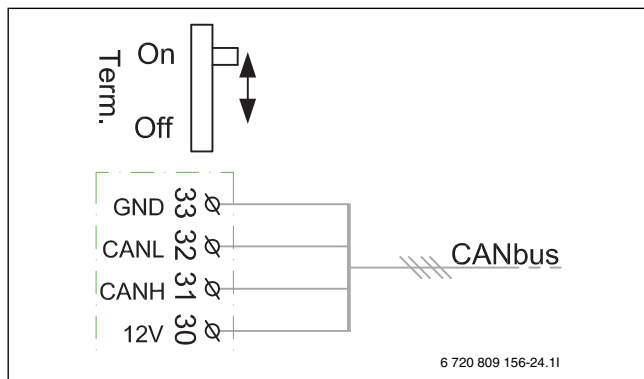 On
Term.
Off
GND 33
CANL 32
CANH 31
12V 30
CANbus
6 720 809 156-24.1I